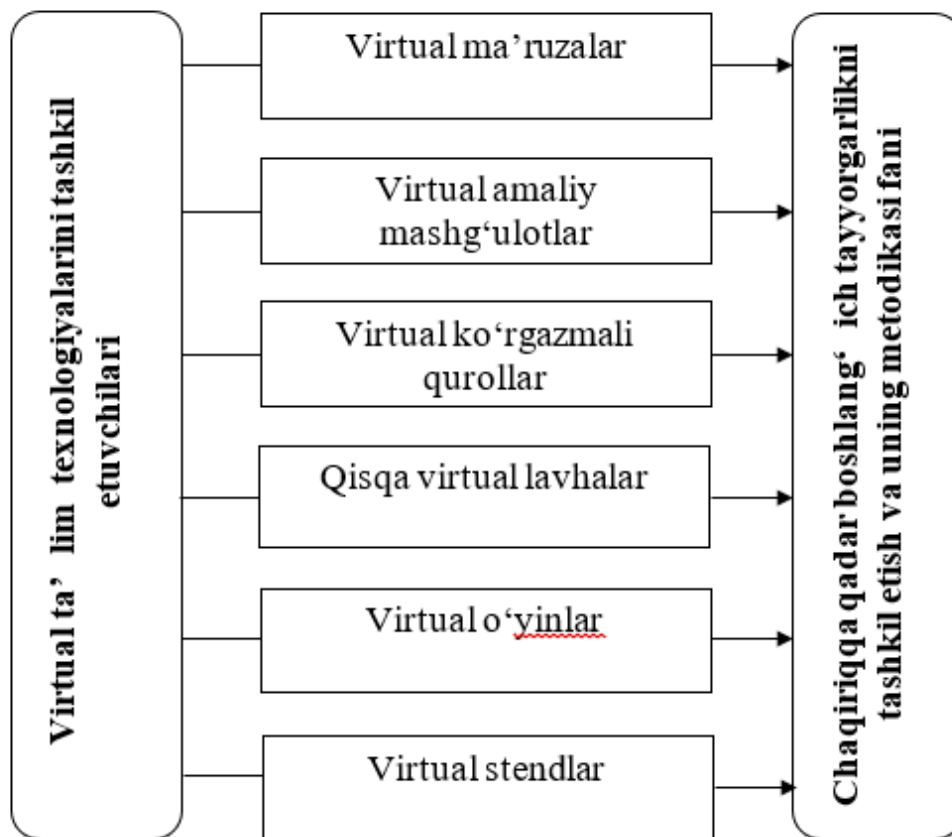 Virtual ta’ lim texnologiyalarini tashkil
etuvchilari
Virtual ma’ruzalar
Virtual amaliy
mashg‘ulotlar
Virtual ko‘rgazmali
qurollar
Qisqa virtual lavhalar
Virtual o‘yinlar
Virtual stendlar
Chaqiriqqa qadar boshlang‘ ich tayyorgarlikni
tashkil etish va uning metodikasi fani